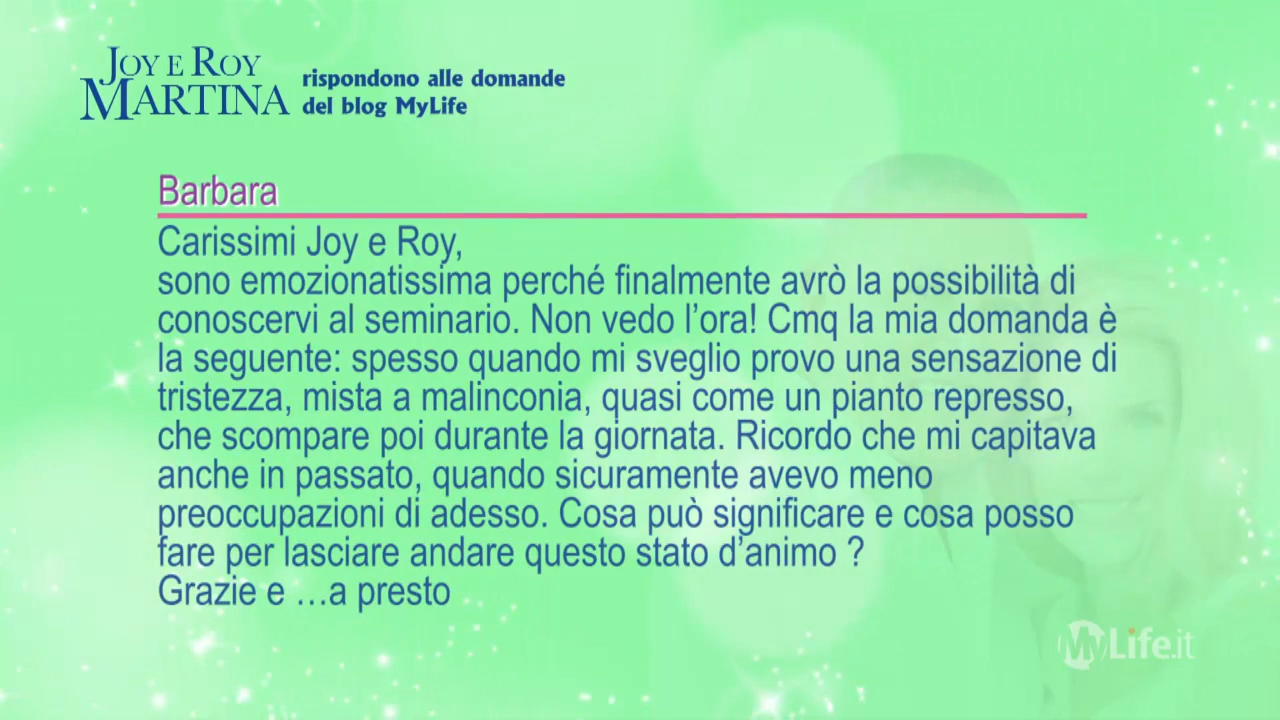 JOY E ROY
MARTINA
rispondono alle domande
del blog MyLife
Barbara
Carissimi Joy e Roy,
sono emozionatissima perché finalmente avrò la possibilità di
conoscervi al seminario. Non vedo l'ora! Cmq la mia domanda è
la seguente: spesso quando mi sveglio provo una sensazione di
tristezza, mista a malinconia, quasi come un pianto represso,
che scompare poi durante la giornata. Ricordo che mi capitava
anche in passato, quando sicuramente avevo meno
preoccupazioni di adesso. Cosa può significare e cosa posso
fare per lasciare andare questo stato d'animo ?
Grazie e …a presto
MyLife.it